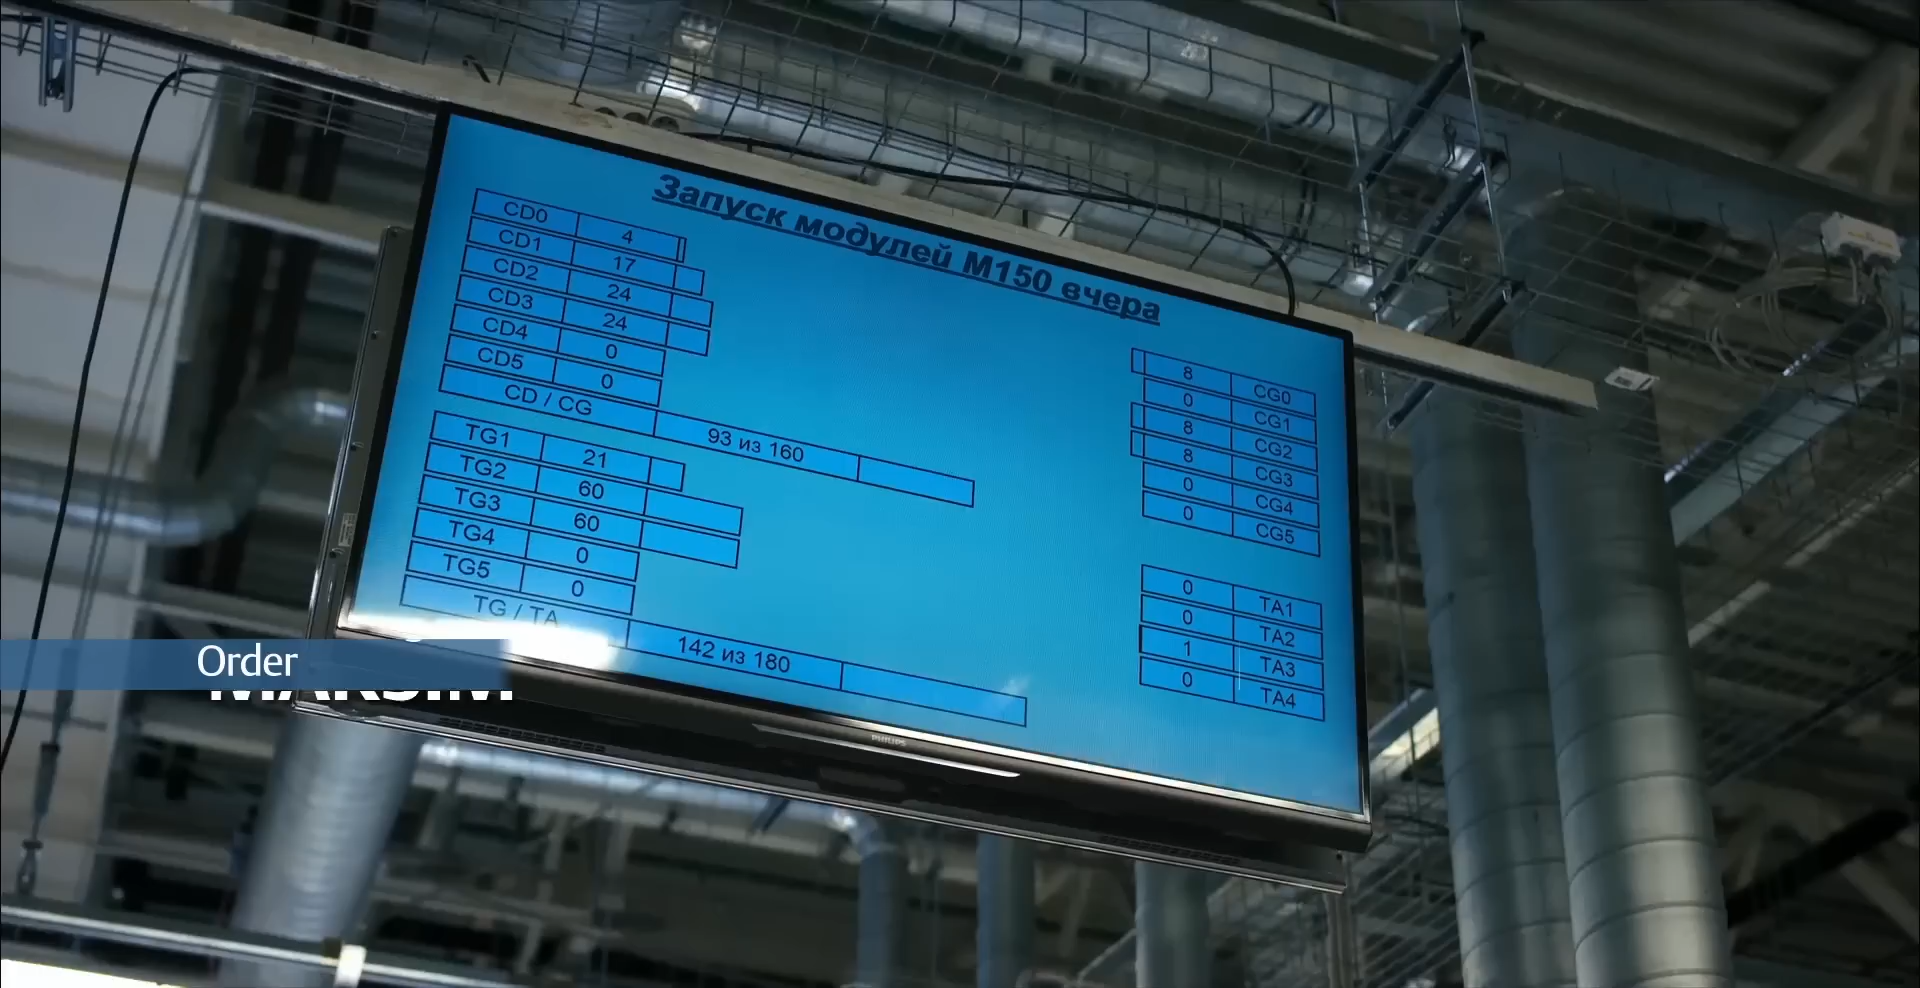 Запуск модулей М150 вчера
CD0 4
CD1 17
CD2 24
CD3 24
CD4 0
CD5 0
CD / CG 93 из 160
TG1 21
TG2 60
TG3 60
TG4 0
TG5 0
TG / TA 142 из 180
8 CG0
0 CG1
8 CG2
8 CG3
0 CG4
0 CG5
0 TA1
0 TA2
1 TA3
0 TA4
Order
MAKSIM
PHILIPS